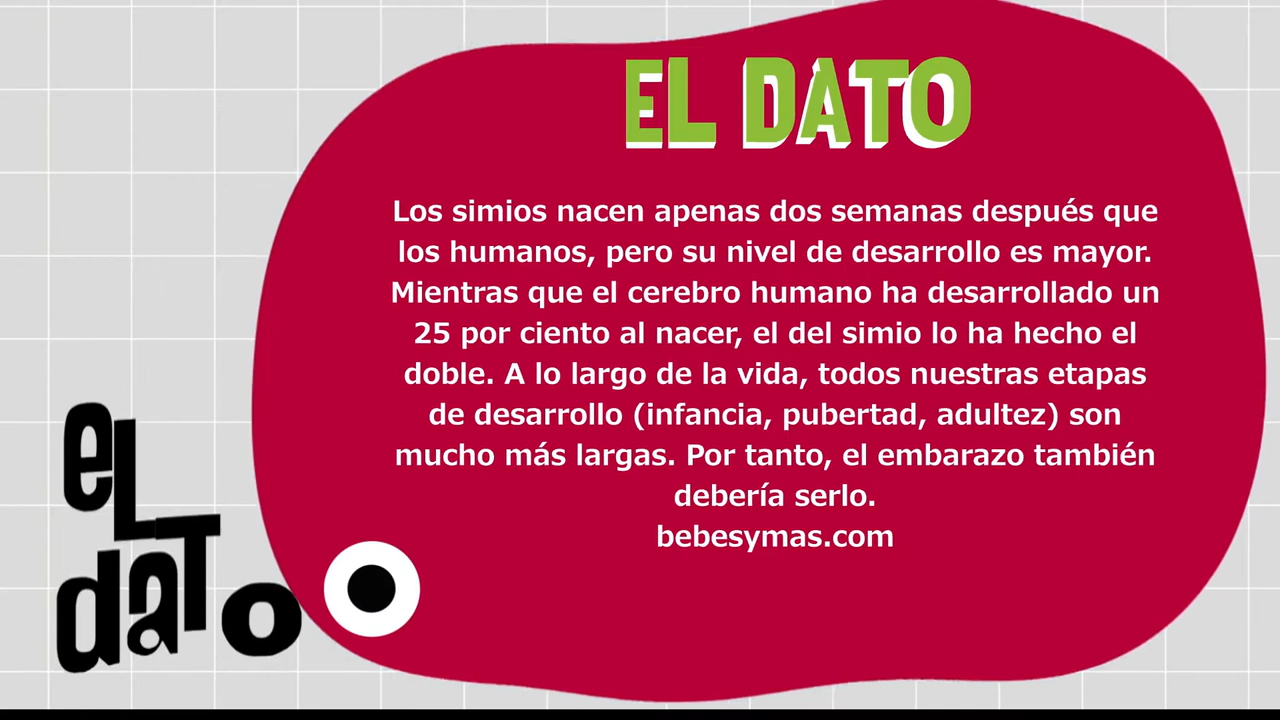 EL DATO
Los simios nacen apenas dos semanas después que
los humanos, pero su nivel de desarrollo es mayor.
Mientras que el cerebro humano ha desarrollado un
25 por ciento al nacer, el del simio lo ha hecho el
doble. A lo largo de la vida, todos nuestras etapas
de desarrollo (infancia, pubertad, adultez) son
mucho más largas. Por tanto, el embarazo también
debería serlo.
bebesymas.com
eL
daTo